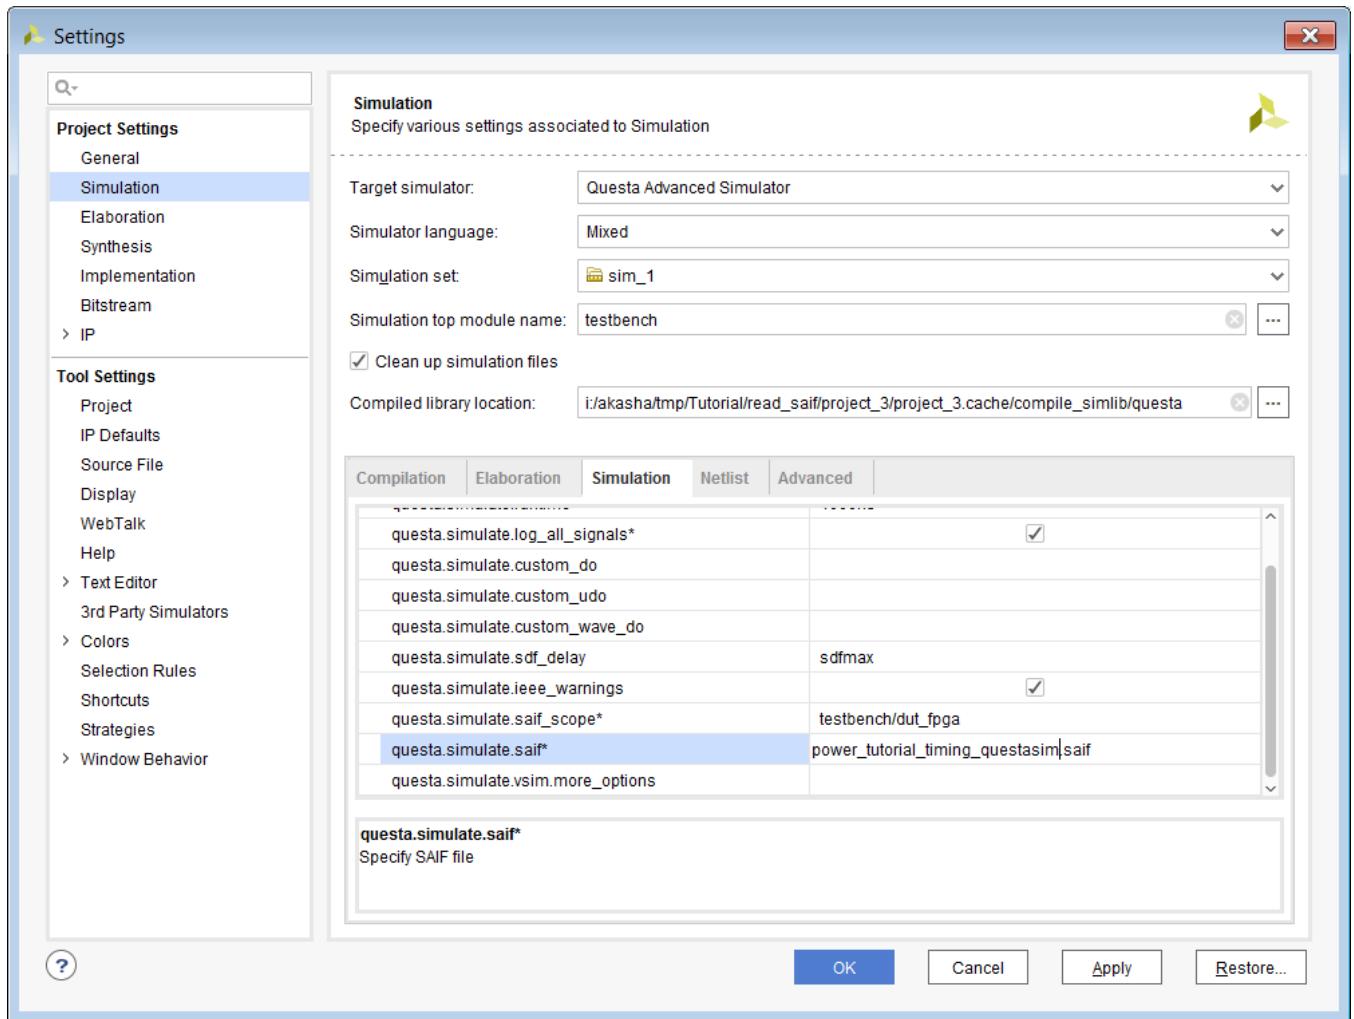 Settings
Project Settings
General
Simulation
Elaboration
Synthesis
Implementation
Bitstream
IP
Tool Settings
Project
IP Defaults
Source File
Display
WebTalk
Help
Text Editor
3rd Party Simulators
Colors
Selection Rules
Shortcuts
Strategies
Window Behavior
Simulation
Specify various settings associated to Simulation
Target simulator: Questa Advanced Simulator
Simulator language: Mixed
Simulation set: sim_1
Simulation top module name: testbench
Clean up simulation files
Compiled library location: i:/akasha/tmp/Tutorial/read_saif/project_3/project_3.cache/compile_simlib/questa
Compilation Elaboration Simulation Netlist Advanced
questa.simulate.log_all_signals*
questa.simulate.custom_do
questa.simulate.custom_udo
questa.simulate.custom_wave_do
questa.simulate.sdf_delay sdfmax
questa.simulate.ieee_warnings
questa.simulate.saif_scope* testbench/dut_fpga
questa.simulate.saif* power_tutorial_timing_questasim.saif
questa.simulate.vsim.more_options
questa.simulate.saif*
Specify SAIF file
? OK Cancel Apply Restore...